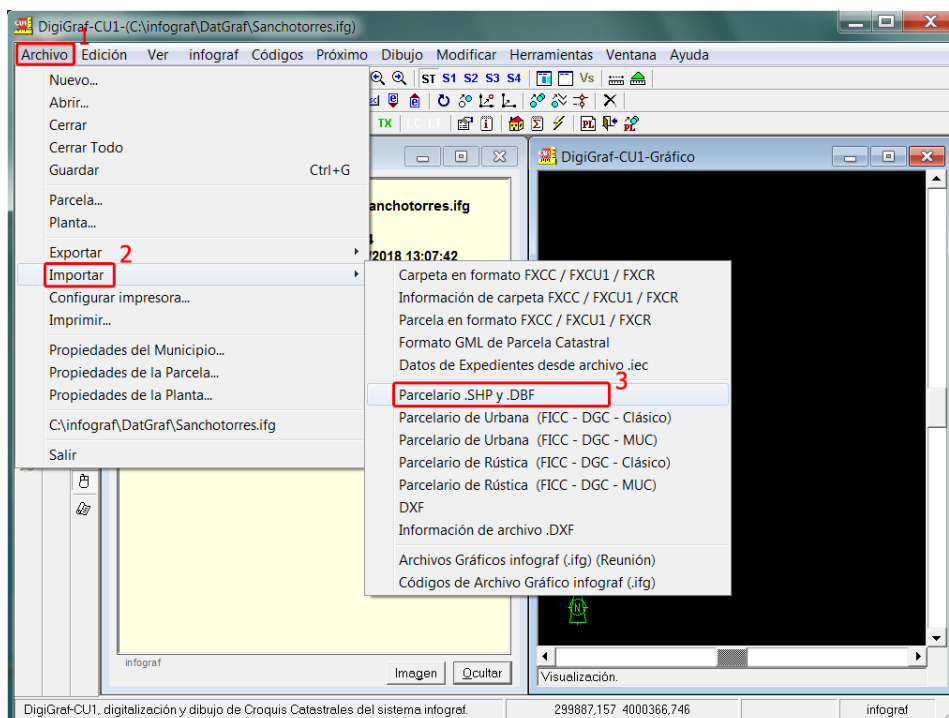 DigiGraf-CU1-(C:\infograf\DatGraf\Sanchotorres.ifg)
1
Archivo Edición Ver infograf Códigos Próximo Dibujo Modificar Herramientas Ventana Ayuda
ST S1 S2 S3 S4 Vs
TX LC LT PL PL
Nuevo...
Abrir...
Cerrar
Cerrar Todo
Guardar Ctrl+G
Parcela...
Planta...
Exportar
2
Importar
Configurar impresora...
Imprimir...
Propiedades del Municipio...
Propiedades de la Parcela...
Propiedades de la Planta...
C:\infograf\DatGraf\Sanchotorres.ifg
Salir
anchotorres.ifg
2018 13:07:42
DigiGraf-CU1-Gráfico
Carpeta en formato FXCC / FXCU1 / FXCR
Información de carpeta FXCC / FXCU1 / FXCR
Parcela en formato FXCC / FXCU1 / FXCR
Formato GML de Parcela Catastral
Datos de Expedientes desde archivo .iec
3
Parcelario .SHP y .DBF
Parcelario de Urbana (FICC - DGC - Clásico)
Parcelario de Urbana (FICC - DGC - MUC)
Parcelario de Rústica (FICC - DGC - Clásico)
Parcelario de Rústica (FICC - DGC - MUC)
DXF
Información de archivo .DXF
Archivos Gráficos infograf (.ifg) (Reunión)
Códigos de Archivo Gráfico infograf (.ifg)
N
infograf
Imagen Ocultar
Visualización.
DigiGraf-CU1, digitalización y dibujo de Croquis Catastrales del sistema infograf. 299887,157 4000366,746 infograf